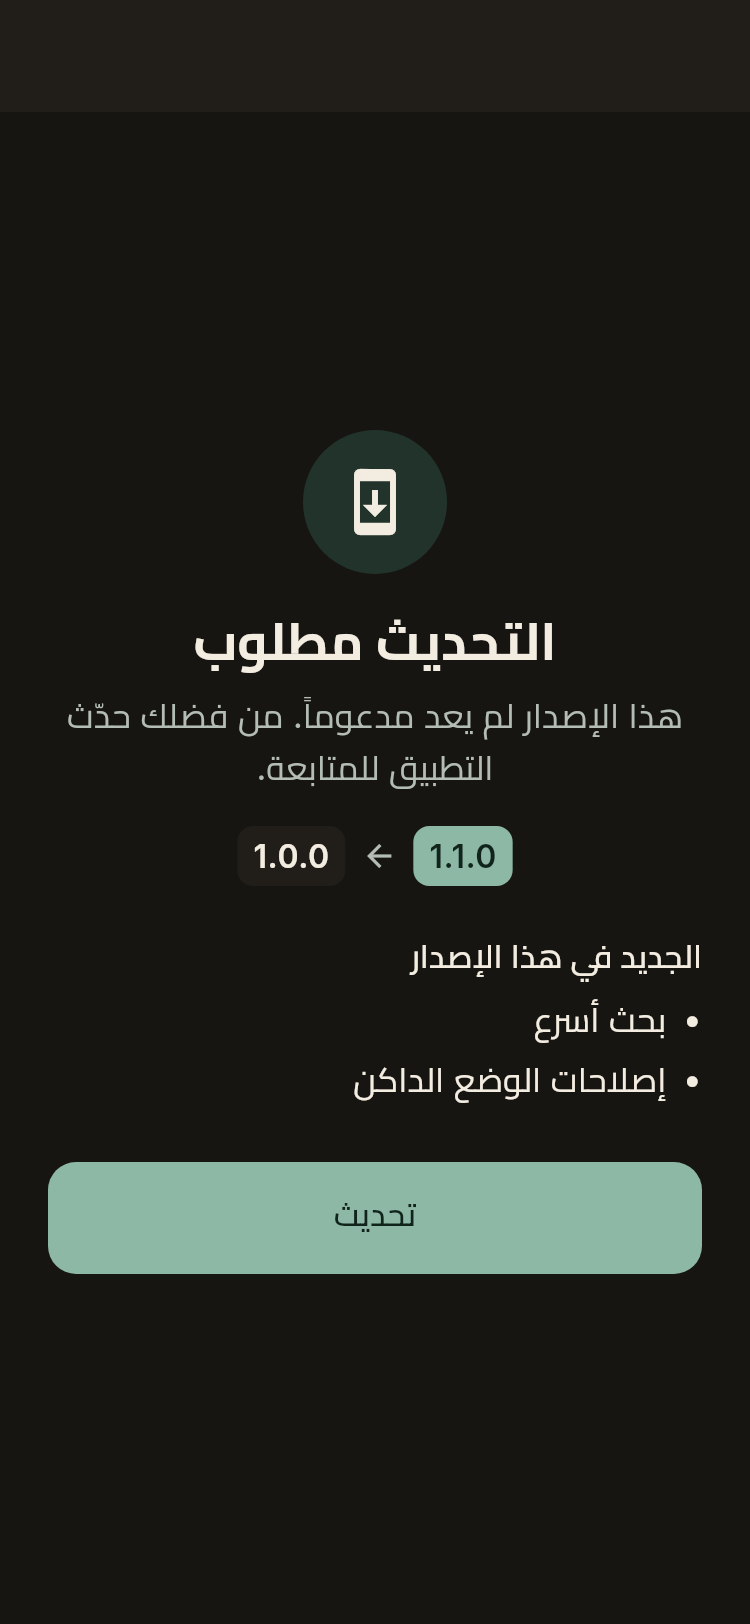 التحديث مطلوب
هذا الإصدار لم يعد مدعوماً. من فضلك حدّث
التطبيق للمتابعة.
1.1.0 ← 1.0.0
الجديد في هذا الإصدار
• بحث أسرع
• إصلاحات الوضع الداكن
تحديث